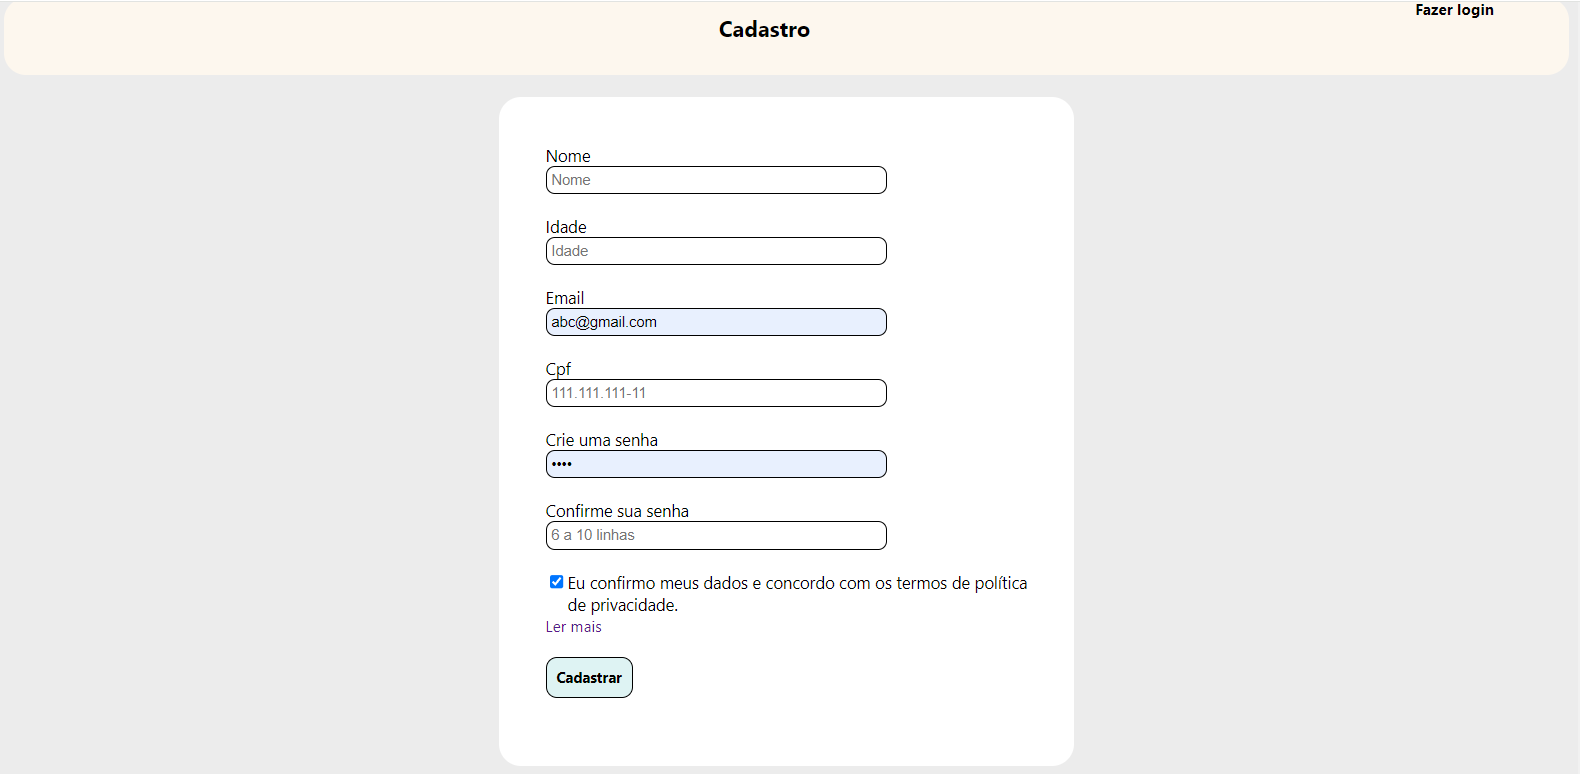 Fazer login
Cadastro
Nome
Nome
Idade
Idade
Email
abc@gmail.com
Cpf
111.111.111-11
Crie uma senha
••••
Confirme sua senha
6 a 10 linhas
Eu confirmo meus dados e concordo com os termos de política
de privacidade.
Ler mais
Cadastrar